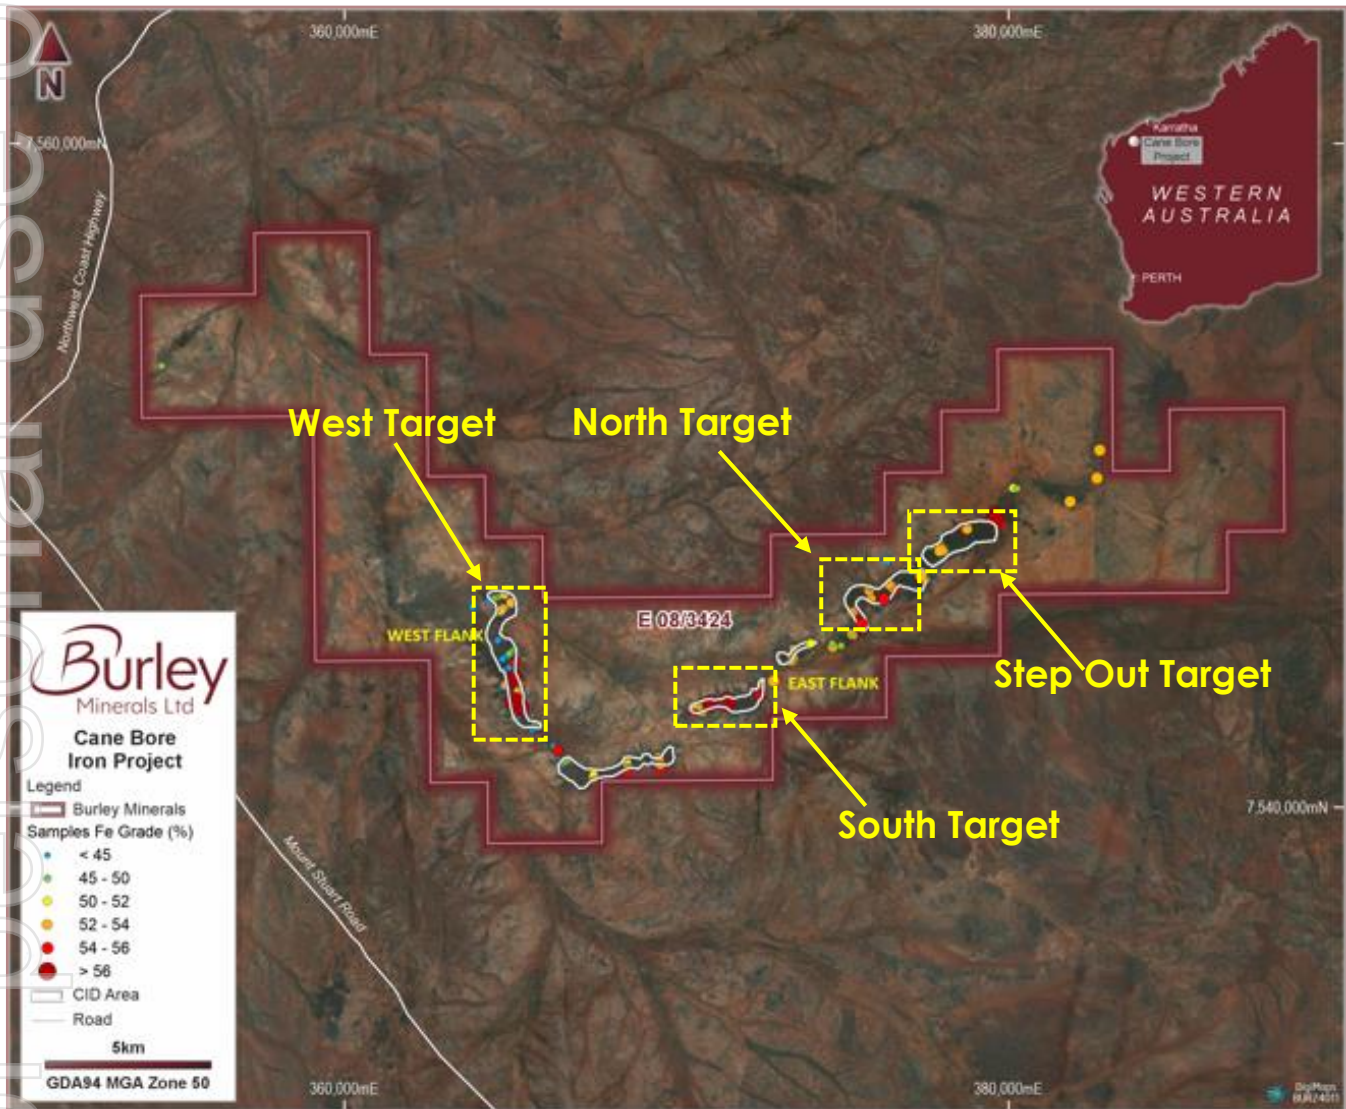 360,000mE
380,000mE
N
7,560,000mN
Northwest Coast Highway
Karratha
Cane Bore
Project
WESTERN
AUSTRALIA
PERTH
West Target
North Target
WEST FLANK
E 08/3424
EAST FLANK
Step Out Target
South Target
7,540,000mN
Mount Stuart Road
Burley
Minerals Ltd
Cane Bore
Iron Project
Legend
Burley Minerals
Samples Fe Grade (%)
< 45
45 - 50
50 - 52
52 - 54
54 - 56
> 56
CID Area
Road
5km
GDA94 MGA Zone 50
360,000mE
380,000mE
DigiMaps